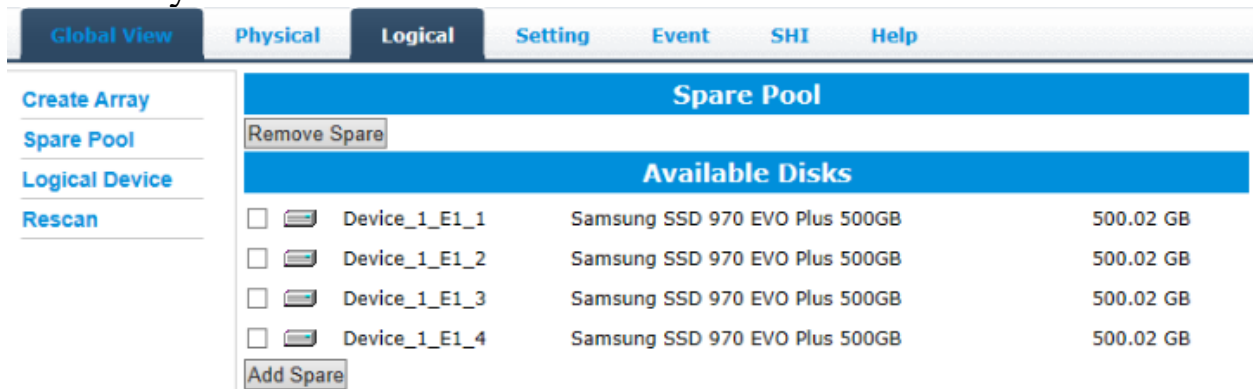 Global View Physical Logical Setting Event SHI Help
Create Array
Spare Pool
Logical Device
Rescan
Spare Pool
Remove Spare
Available Disks
Device_1_E1_1 Samsung SSD 970 EVO Plus 500GB 500.02 GB
Device_1_E1_2 Samsung SSD 970 EVO Plus 500GB 500.02 GB
Device_1_E1_3 Samsung SSD 970 EVO Plus 500GB 500.02 GB
Device_1_E1_4 Samsung SSD 970 EVO Plus 500GB 500.02 GB
Add Spare